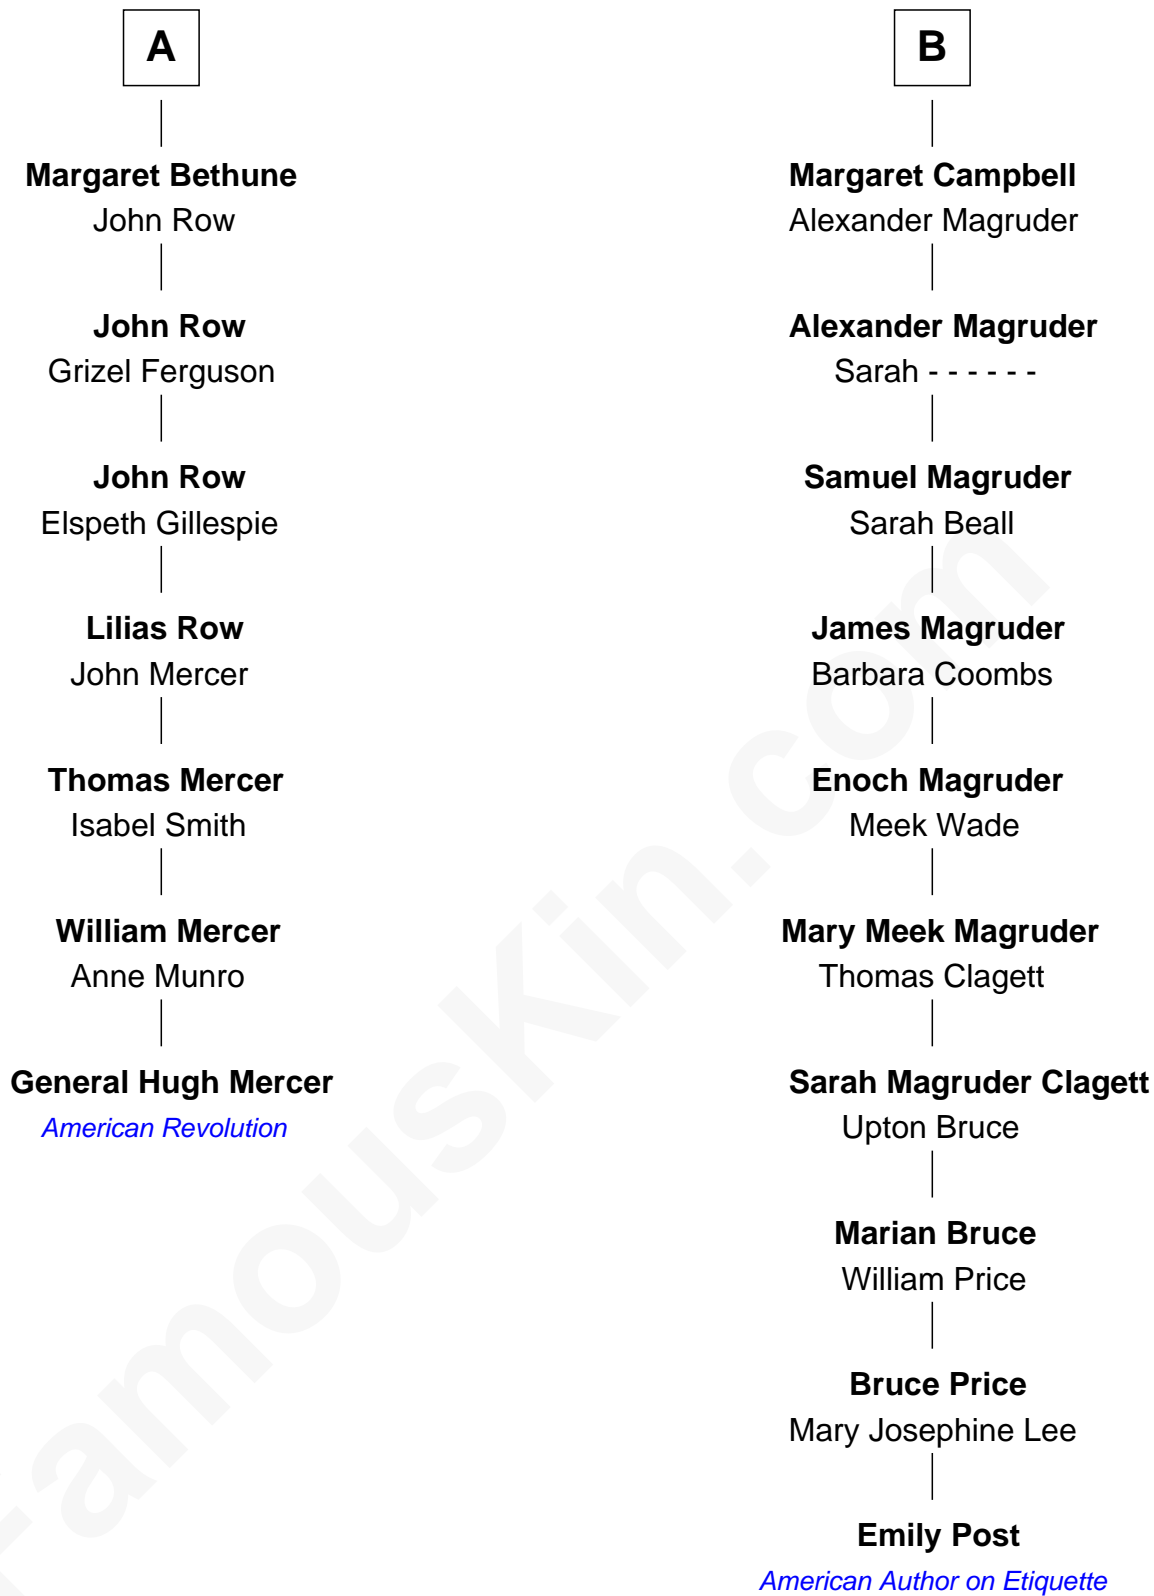 A
Margaret Bethune
John Row
John Row
Grizel Ferguson
John Row
Elspeth Gillespie
Lilias Row
John Mercer
Thomas Mercer
Isabel Smith
William Mercer
Anne Munro
General Hugh Mercer
American Revolution
B
Margaret Campbell
Alexander Magruder
Alexander Magruder
Sarah - - - - - -
Samuel Magruder
Sarah Beall
James Magruder
Barbara Coombs
Enoch Magruder
Meek Wade
Mary Meek Magruder
Thomas Clagett
Sarah Magruder Clagett
Upton Bruce
Marian Bruce
William Price
Bruce Price
Mary Josephine Lee
Emily Post
American Author on Etiquette
FamousKin.com